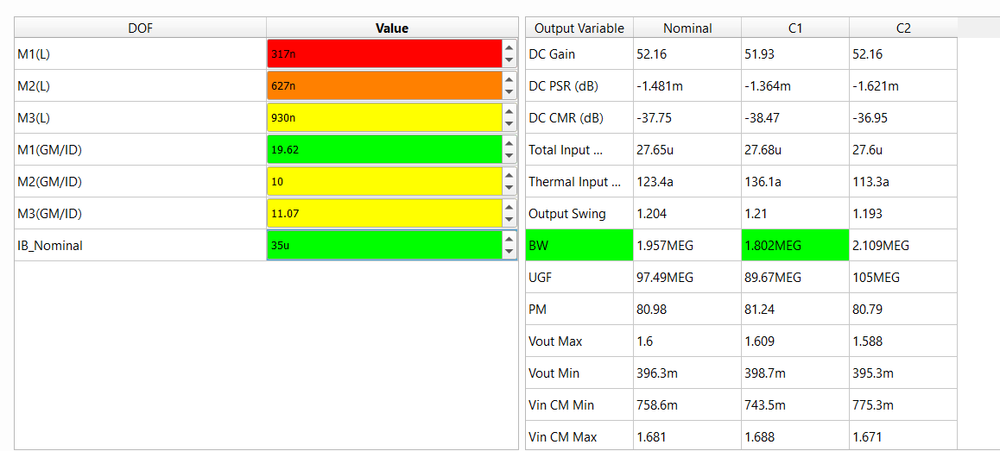 DOF Value
M1(L) 317n
M2(L) 627n
M3(L) 930n
M1(GM/ID) 19.62
M2(GM/ID) 10
M3(GM/ID) 11.07
IB_Nominal 35u
Output Variable Nominal C1 C2
DC Gain 52.16 51.93 52.16
DC PSR (dB) -1.481m -1.364m -1.621m
DC CMR (dB) -37.75 -38.47 -36.95
Total Input ... 27.65u 27.68u 27.6u
Thermal Input ... 123.4a 136.1a 113.3a
Output Swing 1.204 1.21 1.193
BW 1.957MEG 1.802MEG 2.109MEG
UGF 97.49MEG 89.67MEG 105MEG
PM 80.98 81.24 80.79
Vout Max 1.6 1.609 1.588
Vout Min 396.3m 398.7m 395.3m
Vin CM Min 758.6m 743.5m 775.3m
Vin CM Max 1.681 1.688 1.671